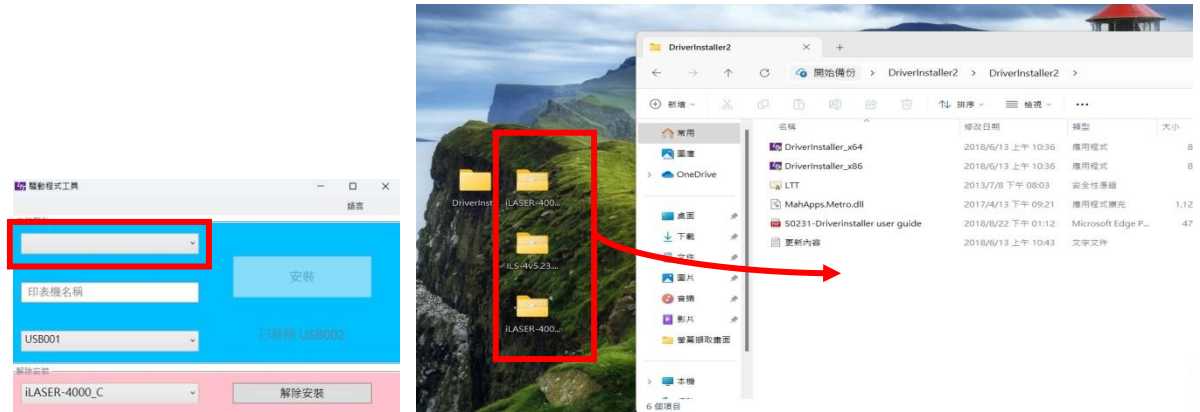 驅動程式工具
語言
印表機名稱
安裝
USB001
已移除 USB002
解除安裝
iLASER-4000_C
解除安裝
DriverInst
iLASER-400...
ILS-4v5.23....
iLASER-400...
DriverInstaller2
開始備份 > DriverInstaller2 > DriverInstaller2 >
新增
排序
檢視
常用
圖庫
OneDrive
桌面
下載
文件
圖片
音樂
影片
螢幕擷取畫面
本機
名稱 修改日期 類型 大小
DriverInstaller_x64 2018/6/13 上午 10:36 應用程式 8
DriverInstaller_x86 2018/6/13 上午 10:36 應用程式 8
LTT 2013/7/8 下午 08:03 安全性憑證
MahApps.Metro.dll 2017/4/13 下午 09:21 應用程式擴充 1,12
S0231-Driverinstaller user guide 2018/8/22 下午 01:12 Microsoft Edge P... 47
更新內容 2018/6/13 上午 10:43 文字文件
6 個項目